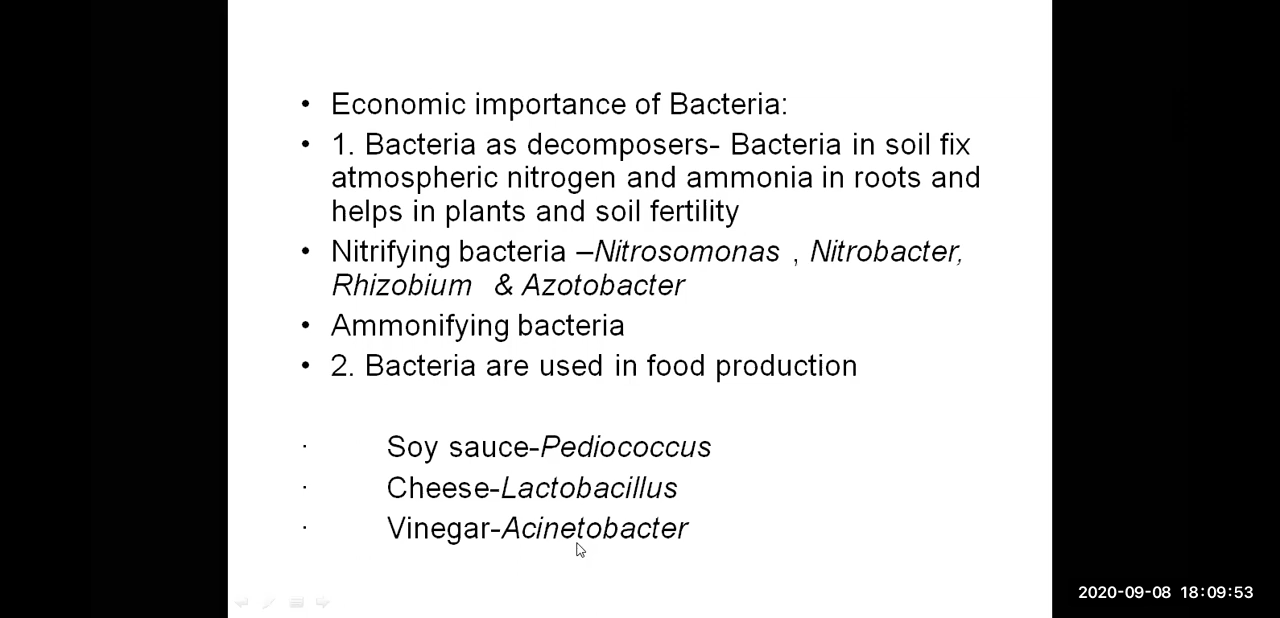 • Economic importance of Bacteria:
• 1. Bacteria as decomposers- Bacteria in soil fix
atmospheric nitrogen and ammonia in roots and
helps in plants and soil fertility
• Nitrifying bacteria –Nitrosomonas , Nitrobacter,
Rhizobium & Azotobacter
• Ammonifying bacteria
• 2. Bacteria are used in food production
· Soy sauce-Pediococcus
· Cheese-Lactobacillus
· Vinegar-Acinetobacter
2020-09-08 18:09:53